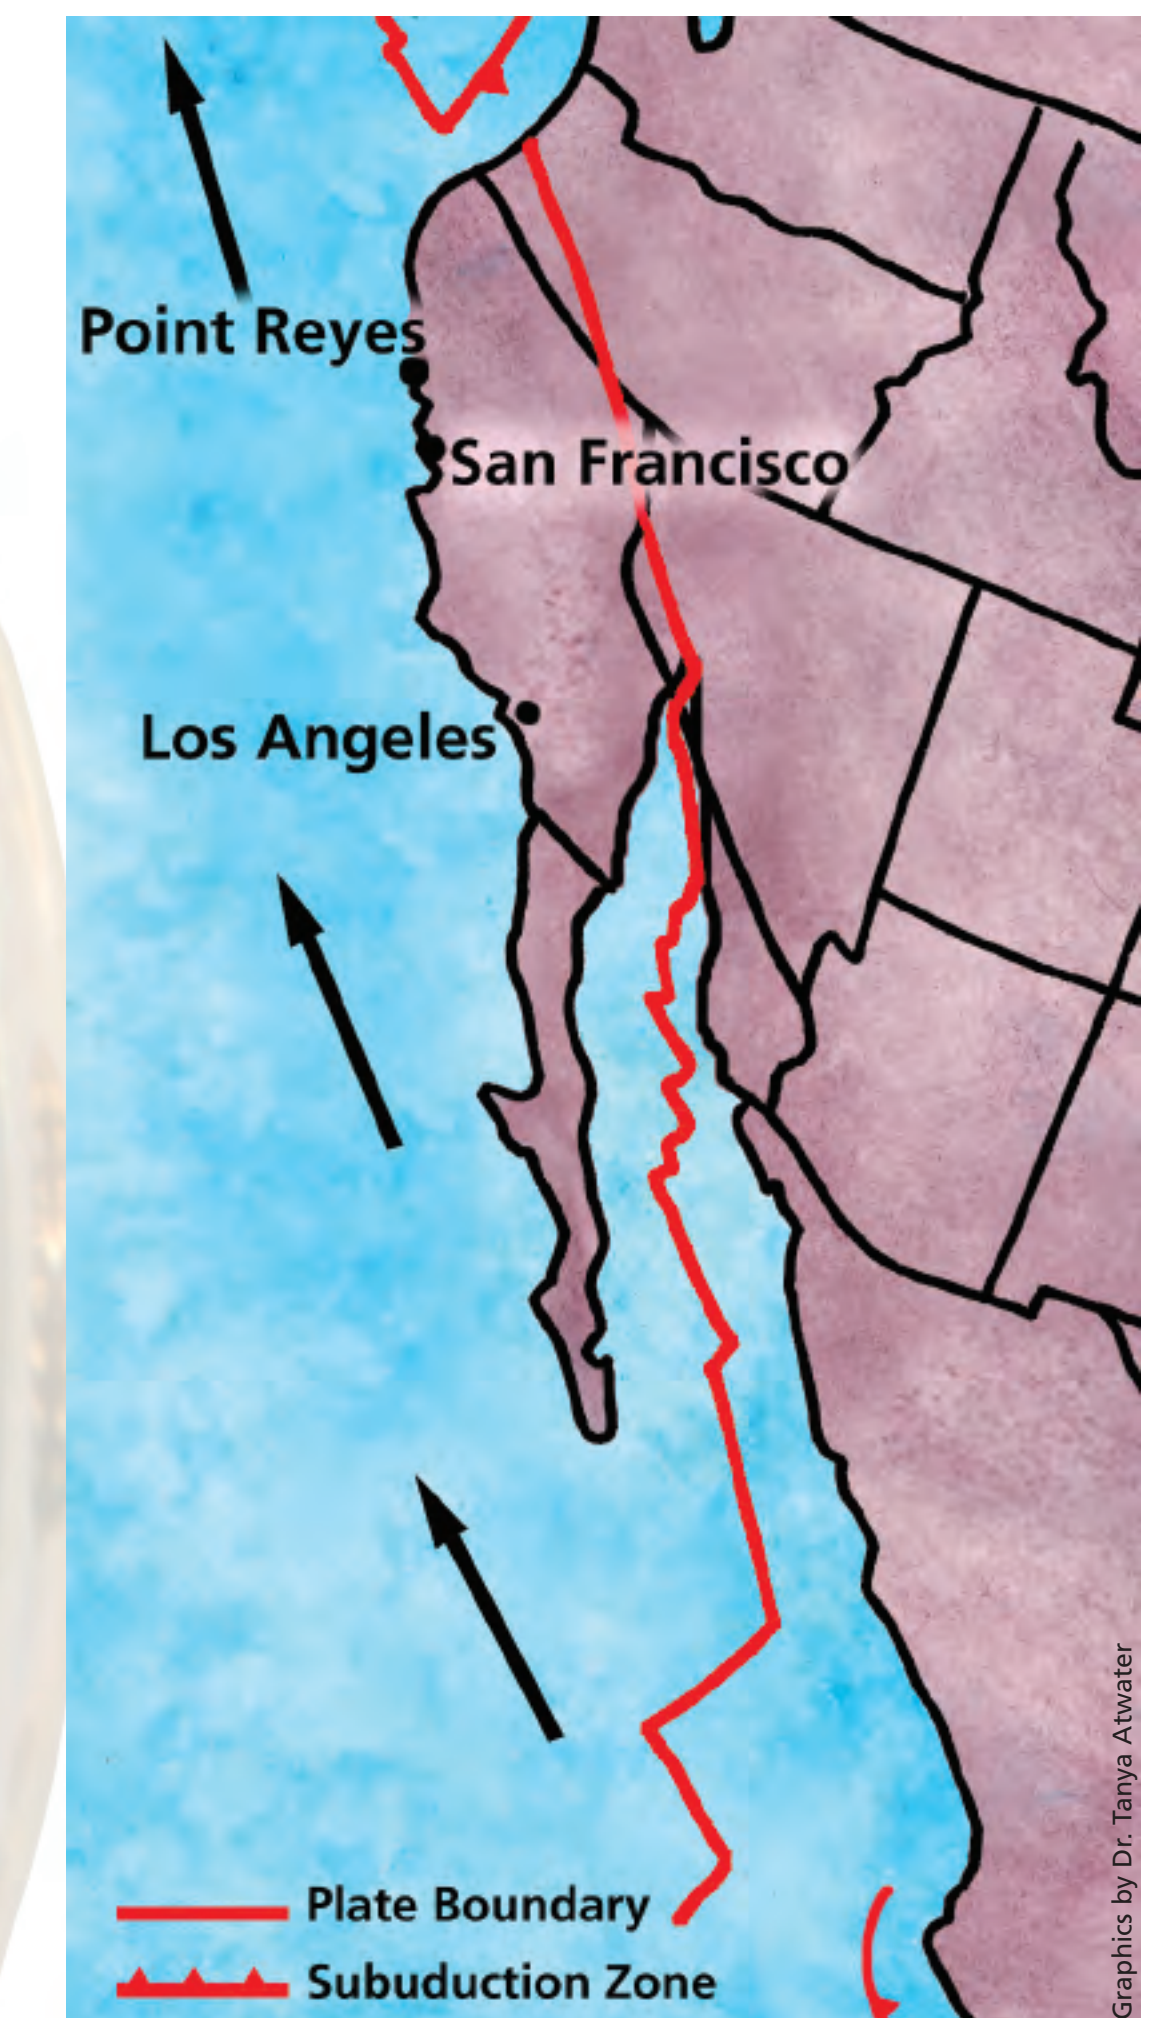 Point Reyes
San Francisco
Los Angeles
Plate Boundary
Subuduction Zone
Graphics by Dr. Tanya Atwater